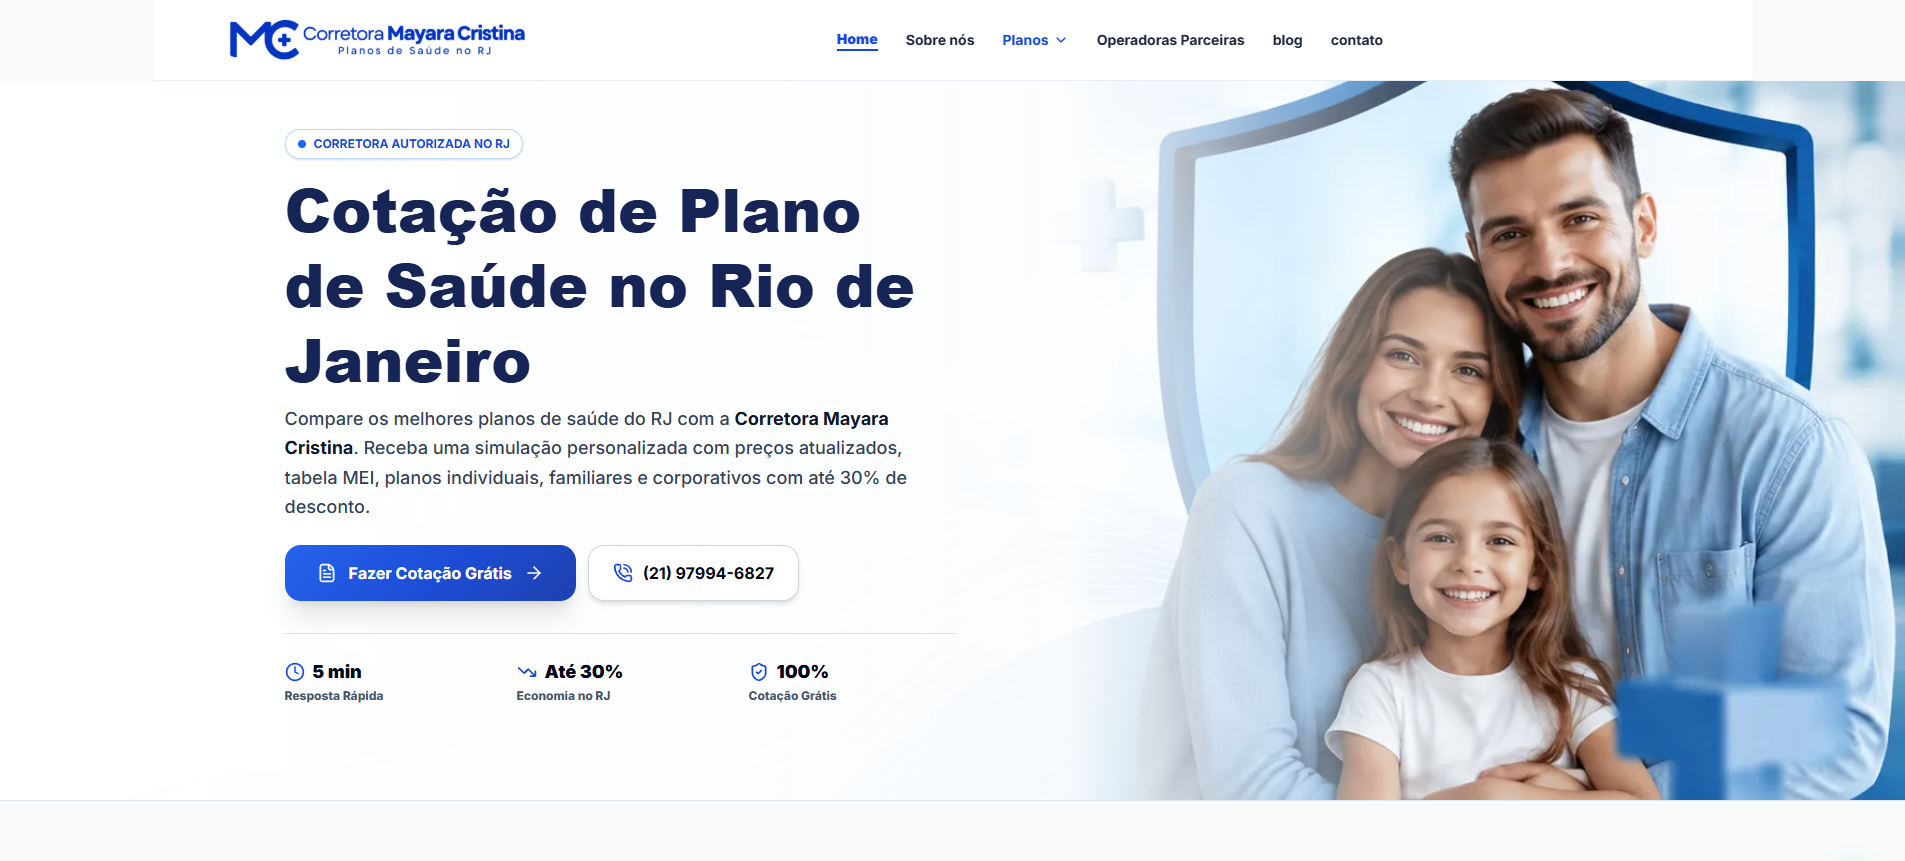 MC Corretora Mayara Cristina
Planos de Saúde no RJ
Home
Sobre nós
Planos
Operadoras Parceiras
blog
contato
CORRETORA AUTORIZADA NO RJ
Cotação de Plano
de Saúde no Rio de
Janeiro
Compare os melhores planos de saúde do RJ com a Corretora Mayara
Cristina. Receba uma simulação personalizada com preços atualizados,
tabela MEI, planos individuais, familiares e corporativos com até 30% de
desconto.
Fazer Cotação Grátis
(21) 97994-6827
5 min
Resposta Rápida
Até 30%
Economia no RJ
100%
Cotação Grátis